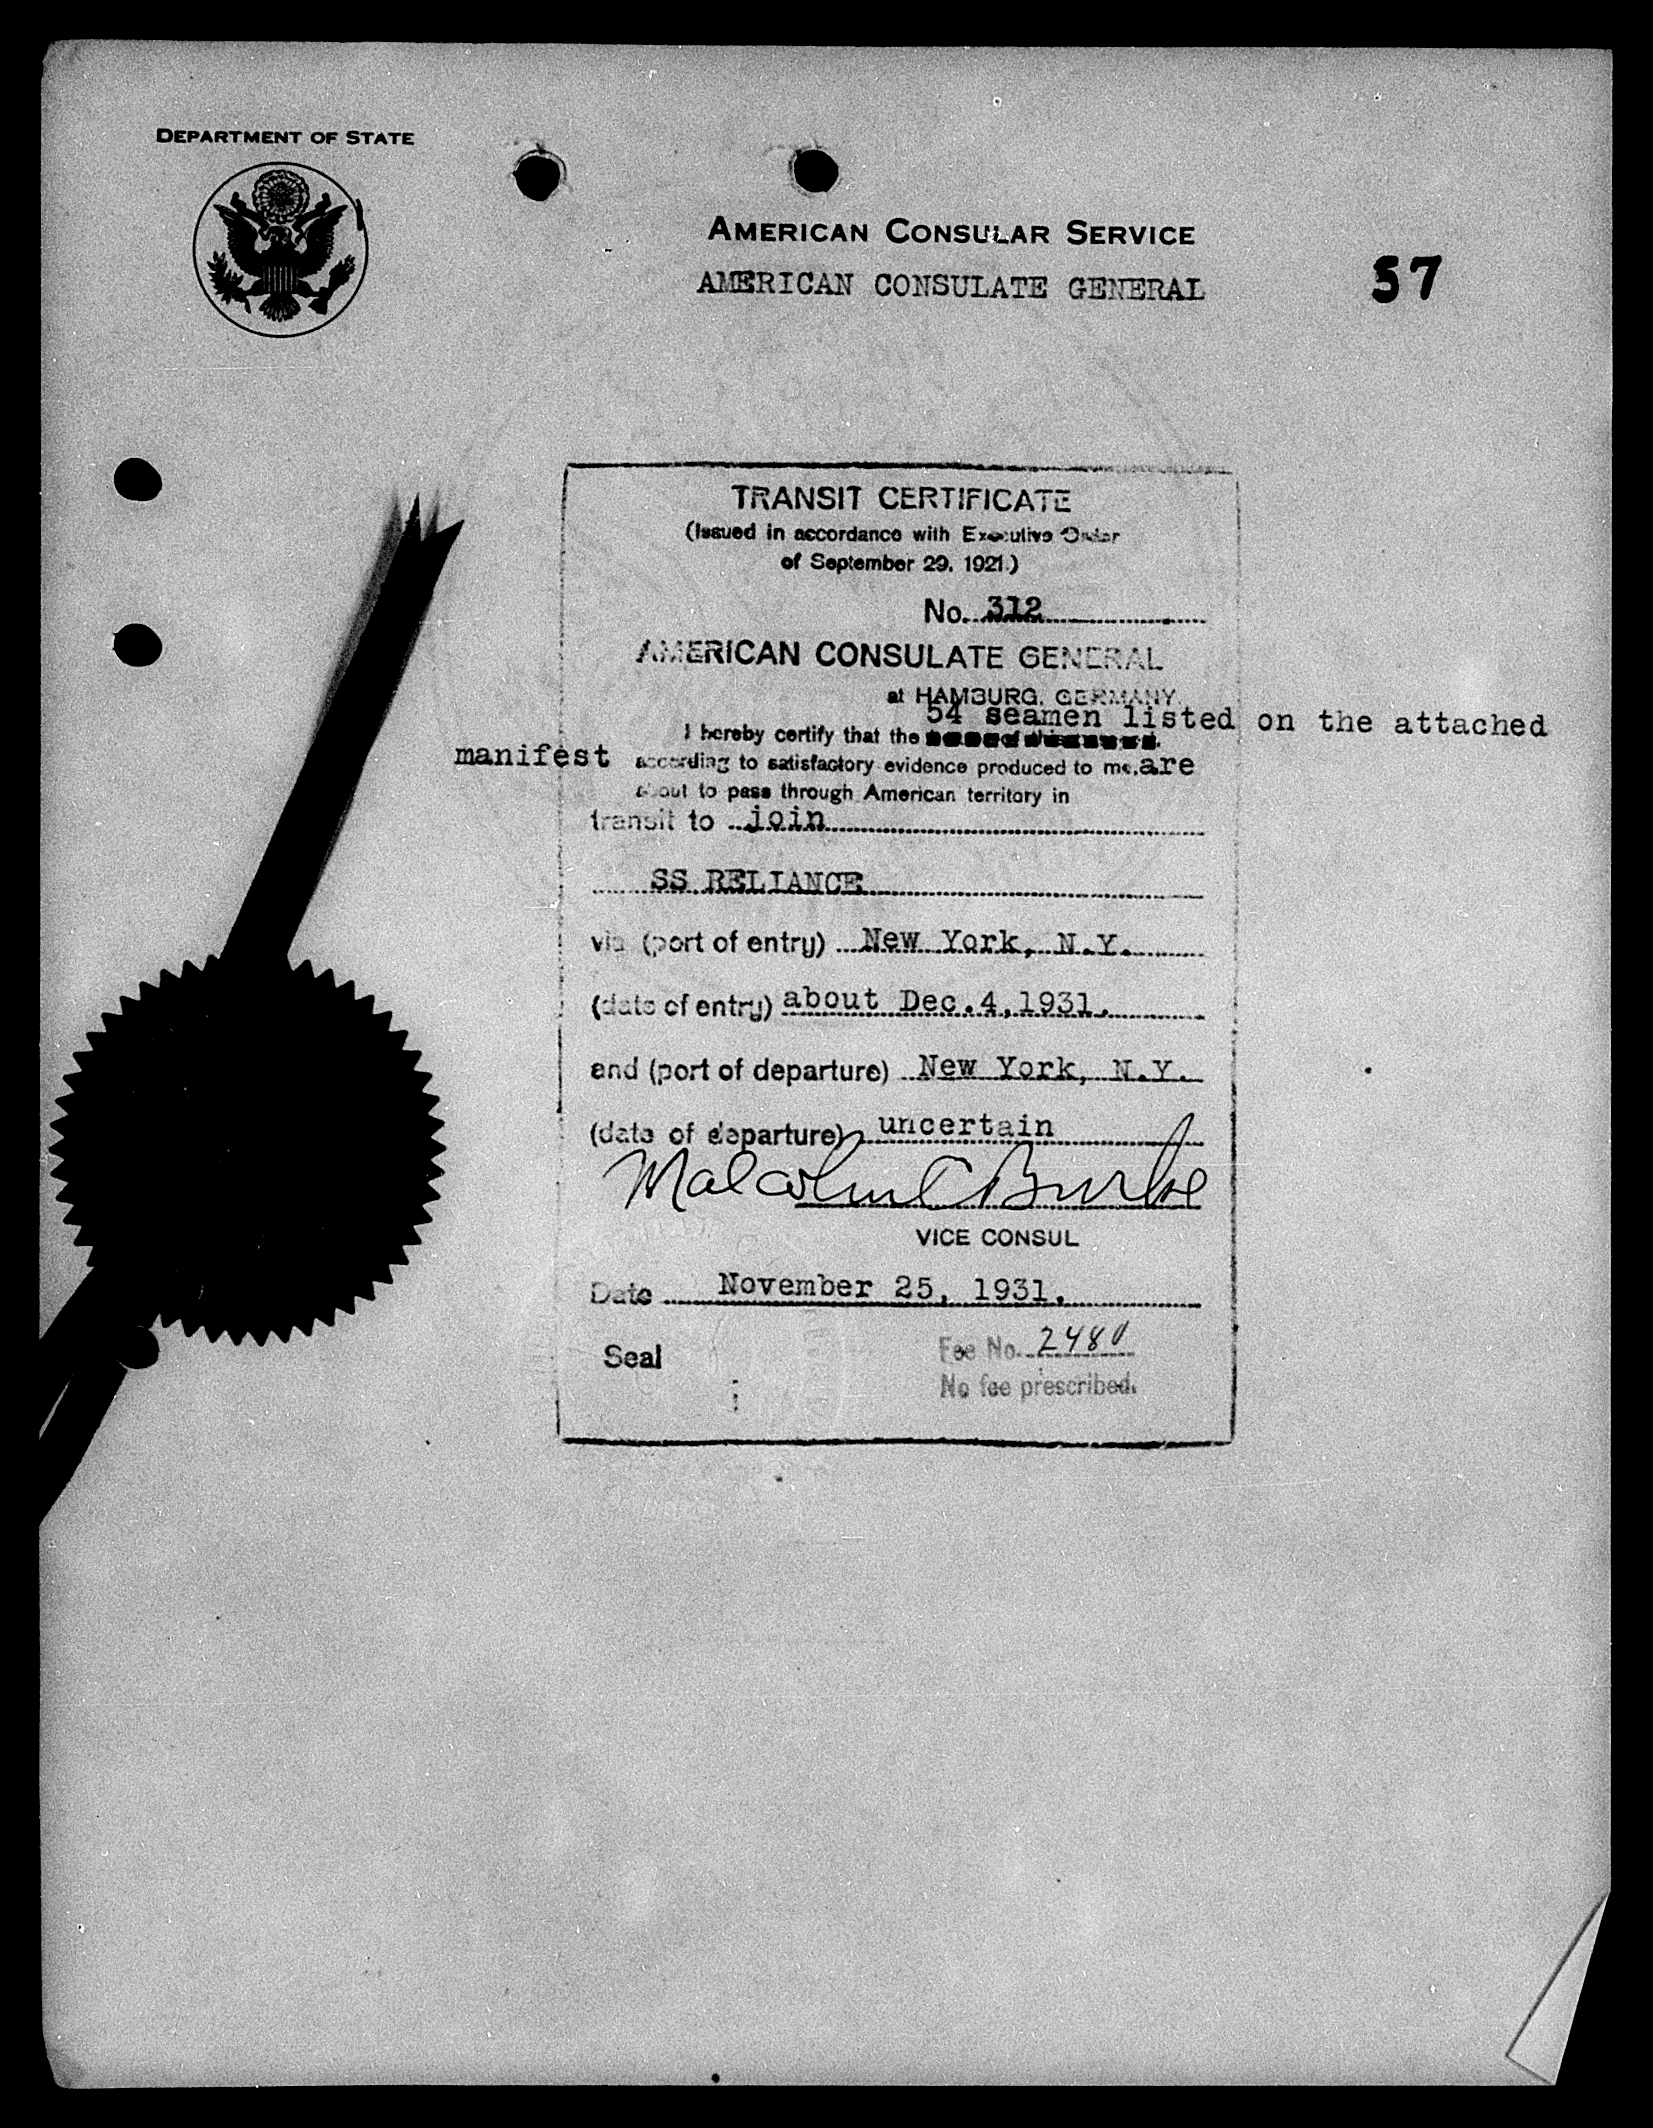 DEPARTMENT OF STATE
AMERICAN CONSULAR SERVICE
AMERICAN CONSULATE GENERAL
57
TRANSIT CERTIFICATE
(Issued in accordance with Executive Order
of September 29, 1921.)
No. 312
AMERICAN CONSULATE GENERAL
at HAMBURG, GERMANY.
54 seamen listed on the attached
I hereby certify that the
manifest according to satisfactory evidence produced to me, are
about to pass through American territory in
transit to join
SS RELIANCE
via (port of entry) New York, N.Y.
(date of entry) about Dec.4,1931.
and (port of departure) New York, N.Y.
(date of departure) uncertain
Malcolm C Burke
VICE CONSUL
Date November 25, 1931.
Seal
Fee No. 2480
No fee prescribed.